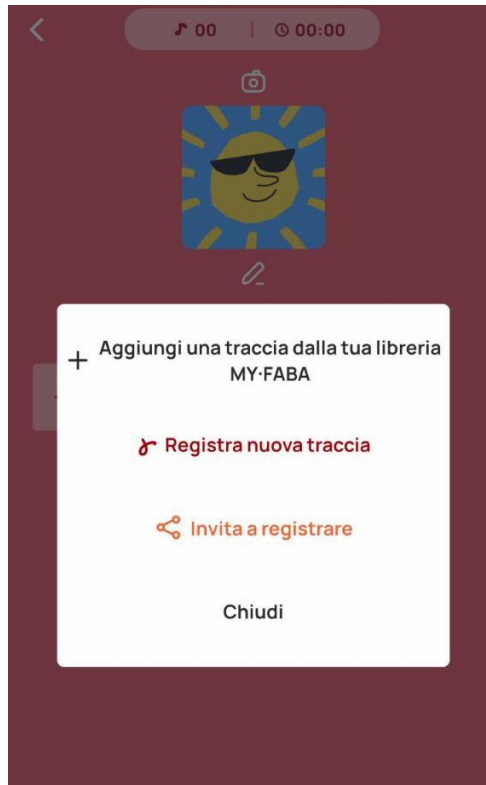 00 | 00:00
Aggiungi una traccia dalla tua libreria
MY·FABA
Registra nuova traccia
Invita a registrare
Chiudi